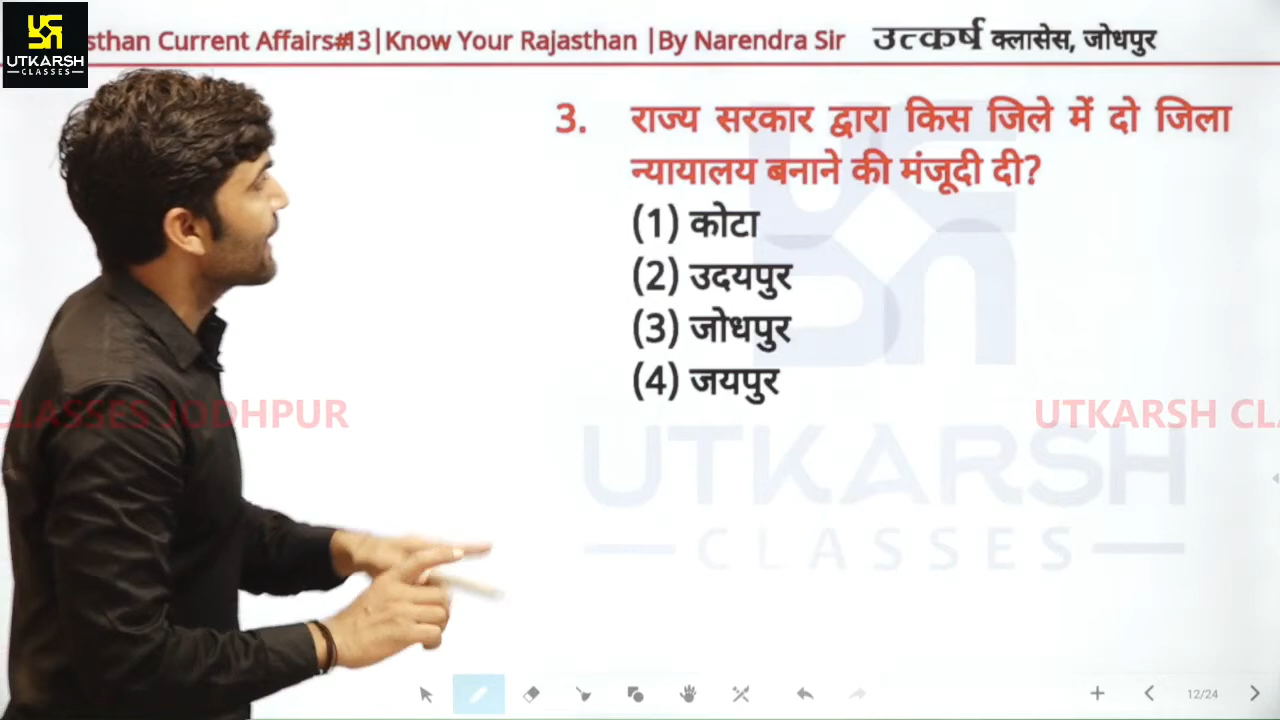 UTKARSH
CLASSES
sthan Current Affairs#13|Know Your Rajasthan |By Narendra Sir उत्कर्ष क्लासेस, जोधपुर
3. राज्य सरकार द्वारा किस जिले में दो जिला
न्यायालय बनाने की मंजूदी दी?
(1) कोटा
(2) उदयपुर
(3) जोधपुर
(4) जयपुर
CLASSES JODHPUR
UTKARSH CLA
UTKARSH
CLASSES
12/24